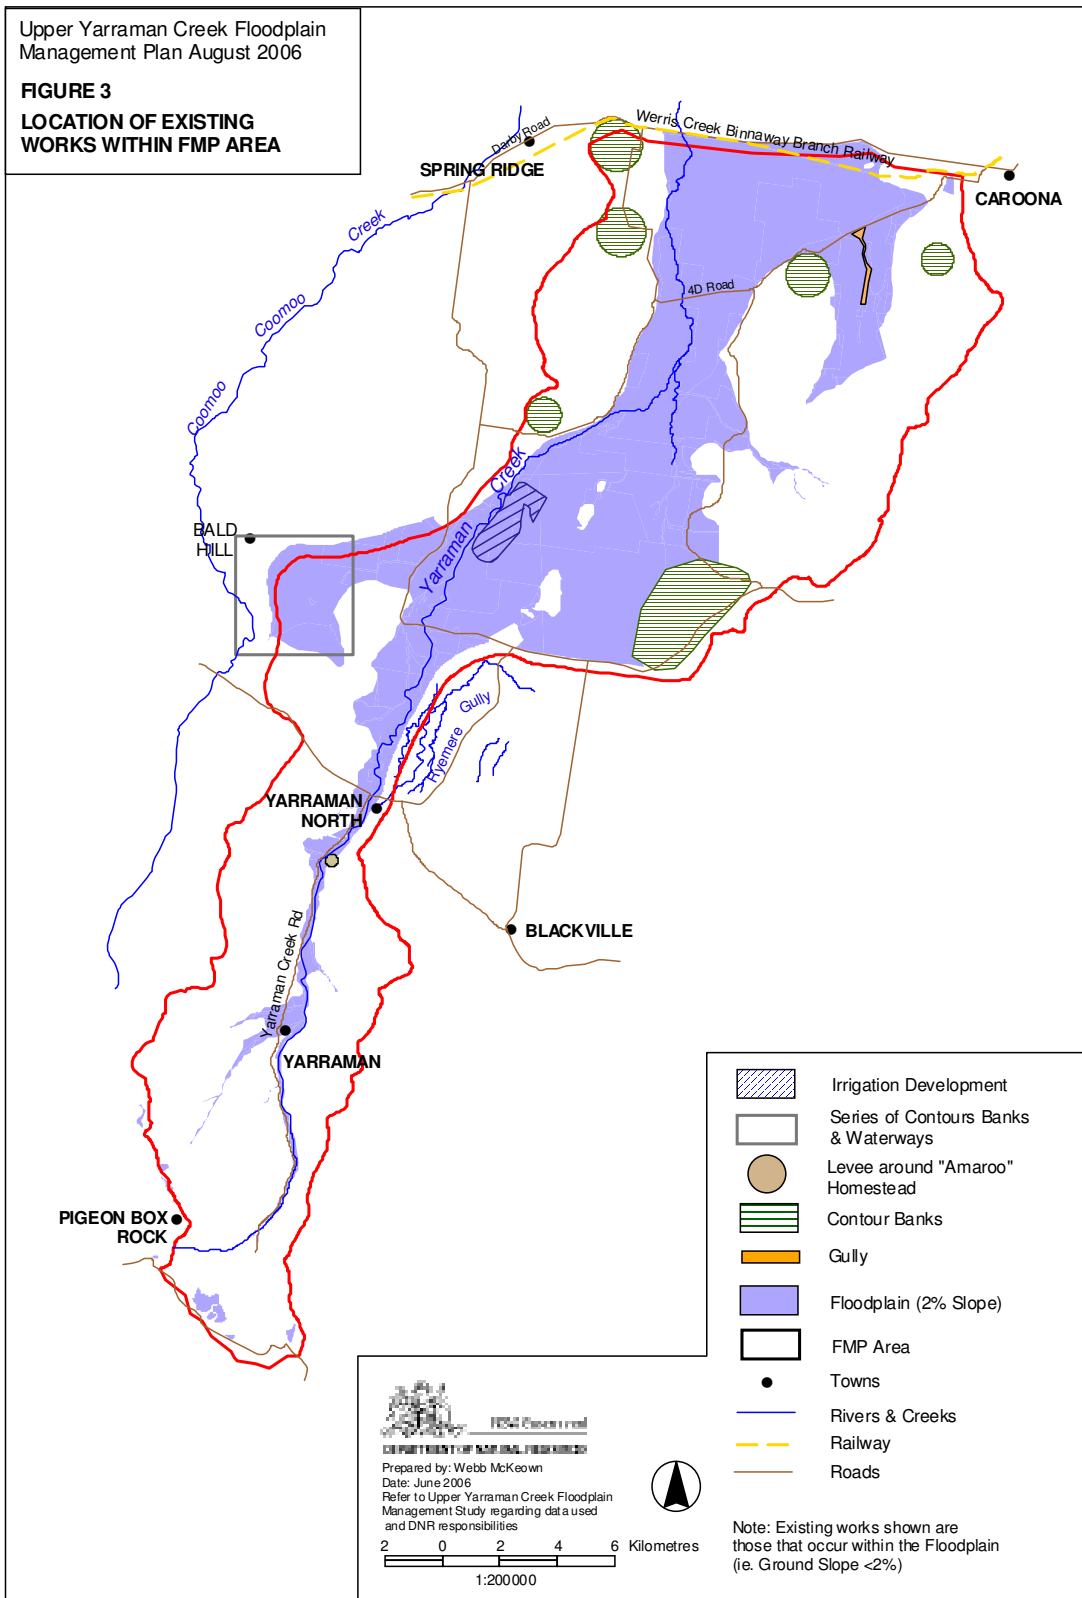 Upper Yarraman Creek Floodplain
Management Plan August 2006
FIGURE 3
LOCATION OF EXISTING
WORKS WITHIN FMP AREA
Darby Road
Werris Creek Binnaway Branch Railway
SPRING RIDGE
CAROONA
Creek
Coomoo
Coomoo
4D Road
Creek
Yarraman
BALD
HILL
Gully
Ryemere
YARRAMAN
NORTH
BLACKVILLE
Yarraman Creek Rd
YARRAMAN
PIGEON BOX
ROCK
Irrigation Development
Series of Contours Banks
& Waterways
Levee around "Amaroo"
Homestead
Contour Banks
Gully
Floodplain (2% Slope)
FMP Area
Towns
Rivers & Creeks
Railway
Roads
Note: Existing works shown are
those that occur within the Floodplain
(ie. Ground Slope <2%)
NSW Government
DEPARTMENT OF NATURAL RESOURCES
Prepared by: Webb McKeown
Date: June 2006
Refer to Upper Yarraman Creek Floodplain
Management Study regarding data used
and DNR responsibilities
2 0 2 4 6 Kilometres
1:200000